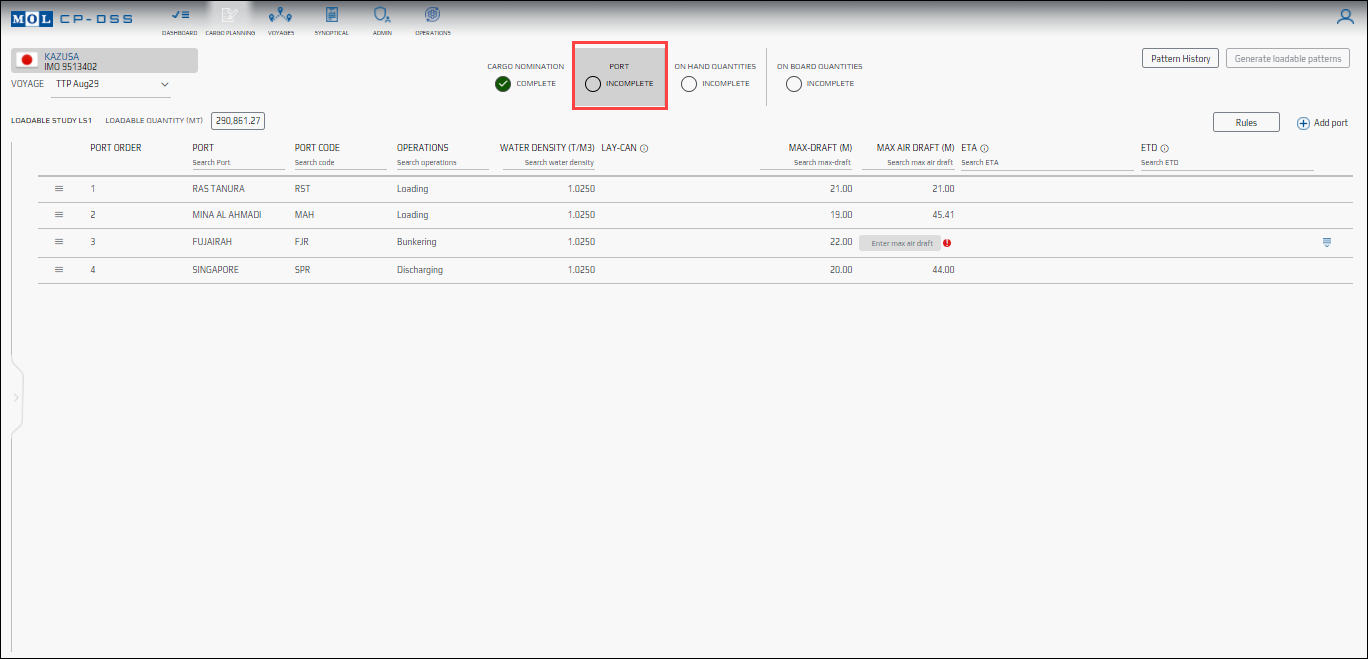 MOL CP-DSS
DASHBOARD CARGO PLANNING VOYAGES SYNOPTICAL ADMIN OPERATIONS
KAZUSA
IMO 9513402
VOYAGE TTP Aug29
CARGO NOMINATION
COMPLETE
PORT
INCOMPLETE
ON HAND QUANTITIES
INCOMPLETE
ON BOARD QUANTITIES
INCOMPLETE
Pattern History Generate loadable patterns
LOADABLE STUDY LS1 LOADABLE QUANTITY (MT) 290,861.27
Rules Add port
PORT ORDER PORT PORT CODE OPERATIONS WATER DENSITY (T/M3) LAY-CAN MAX-DRAFT (M) MAX AIR DRAFT (M) ETA ETD
Search Port Search code Search operations Search water density Search max-draft Search max air draft Search ETA Search ETD
1 RAS TANURA RST Loading 1.0250 21.00 21.00
2 MINA AL AHMADI MAH Loading 1.0250 19.00 45.41
3 FUJAIRAH FJR Bunkering 1.0250 22.00 Enter max air draft
4 SINGAPORE SPR Discharging 1.0250 20.00 44.00